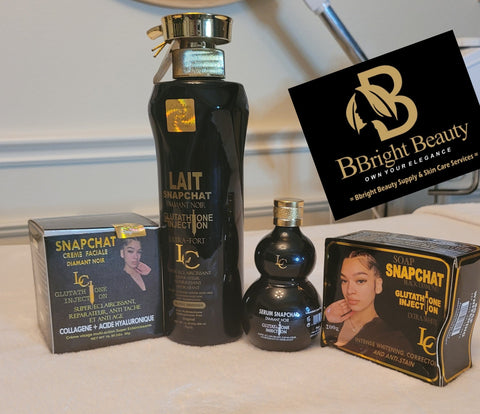 BBright Beauty
OWN YOUR ELEGANCE
Bbright Beauty Supply & Skin Care Services
SNAPCHAT
CREME FACIALE
DIAMANT NOIR
LC
GLUTATHIONE
INJECTION
SUPER ECLAIRCISSANT,
REPARATEUR, ANTI TACHE
ET ANTI AGE
COLLAGENE + ACIDE HYALURONIQUE
LAIT
SNAPCHAT
DIAMANT NOIR
GLUTATHIONE
INJECTION
EXTRA-FORT
LC
LC
SERUM SNAPCHAT
DIAMANT NOIR
GLUTATHIONE
INJECTION
SOAP
SNAPCHAT
GLUTATHIONE
INJECTION
LC
200g
INTENSE WHITENING CORRECTOR
AND ANTI-STAIN